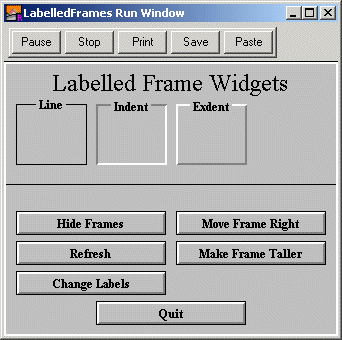 LabelledFrames Run Window
Pause Stop Print Save Paste
Labelled Frame Widgets
Line Indent Exdent
Hide Frames Move Frame Right
Refresh Make Frame Taller
Change Labels
Quit